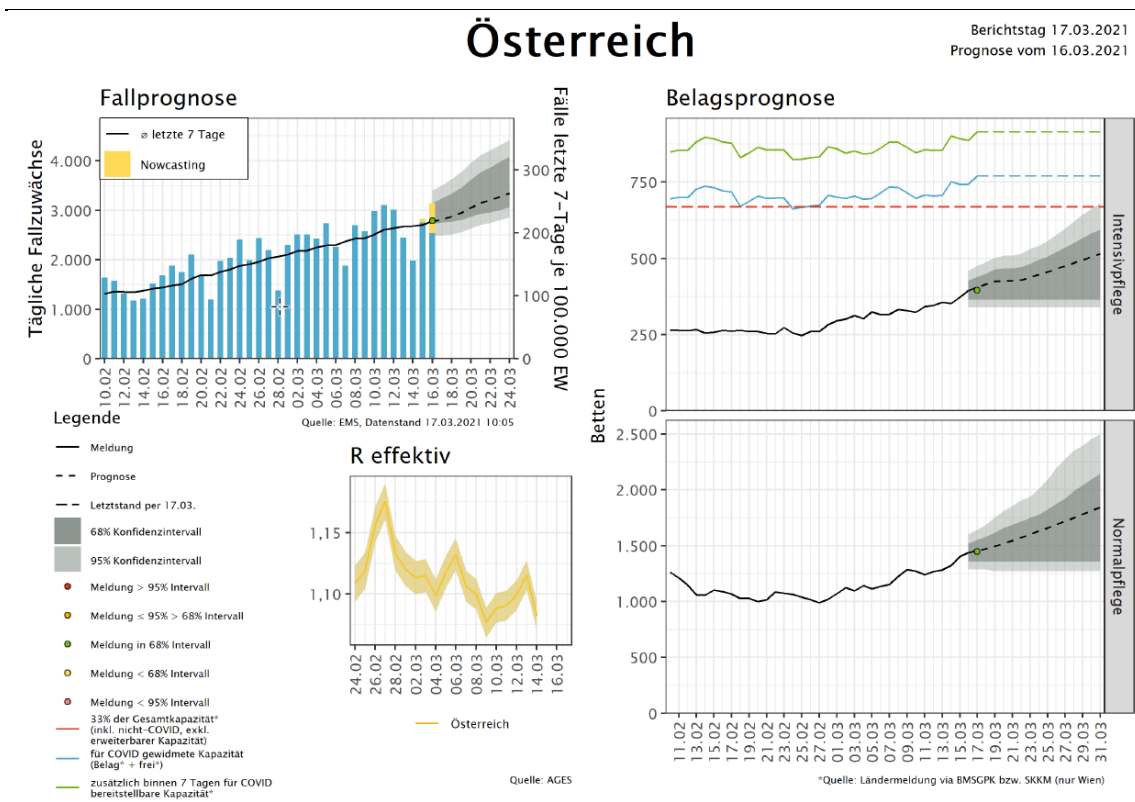 Österreich
Berichtstag 17.03.2021
Prognose vom 16.03.2021
Fallprognose
ø letzte 7 Tage
Nowcasting
Tägliche Fallzuwächse
4.000
3.000
2.000
1.000
0
Fälle letzte 7-Tage je 100.000 EW
300
200
100
0
10.02
12.02
14.02
16.02
18.02
20.02
22.02
24.02
26.02
28.02
02.03
04.03
06.03
08.03
10.03
12.03
14.03
16.03
18.03
20.03
22.03
24.03
Quelle: EMS, Datenstand 17.03.2021 10:05
Legende
Meldung
Prognose
Letztstand per 17.03.
68% Konfidenzintervall
95% Konfidenzintervall
Meldung > 95% Intervall
Meldung ≤ 95% > 68% Intervall
Meldung in 68% Intervall
Meldung < 68% Intervall
Meldung < 95% Intervall
33% der Gesamtkapazität*
(inkl. nicht-COVID, exkl.
erweiterbarer Kapazität)
für COVID gewidmete Kapazität
(Belag* + frei*)
zusätzlich binnen 7 Tagen für COVID
bereitstellbare Kapazität*
R effektiv
1,15
1,10
24.02
26.02
28.02
02.03
04.03
06.03
08.03
10.03
12.03
14.03
16.03
Österreich
Quelle: AGES
Belagsprognose
Betten
750
500
250
0
Intensivpflege
2.500
2.000
1.500
1.000
500
0
Normalpflege
11.02
13.02
15.02
17.02
19.02
21.02
23.02
25.02
27.02
01.03
03.03
05.03
07.03
09.03
11.03
13.03
15.03
17.03
19.03
21.03
23.03
25.03
27.03
29.03
31.03
*Quelle: Ländermeldung via BMSGPK bzw. SKKM (nur Wien)